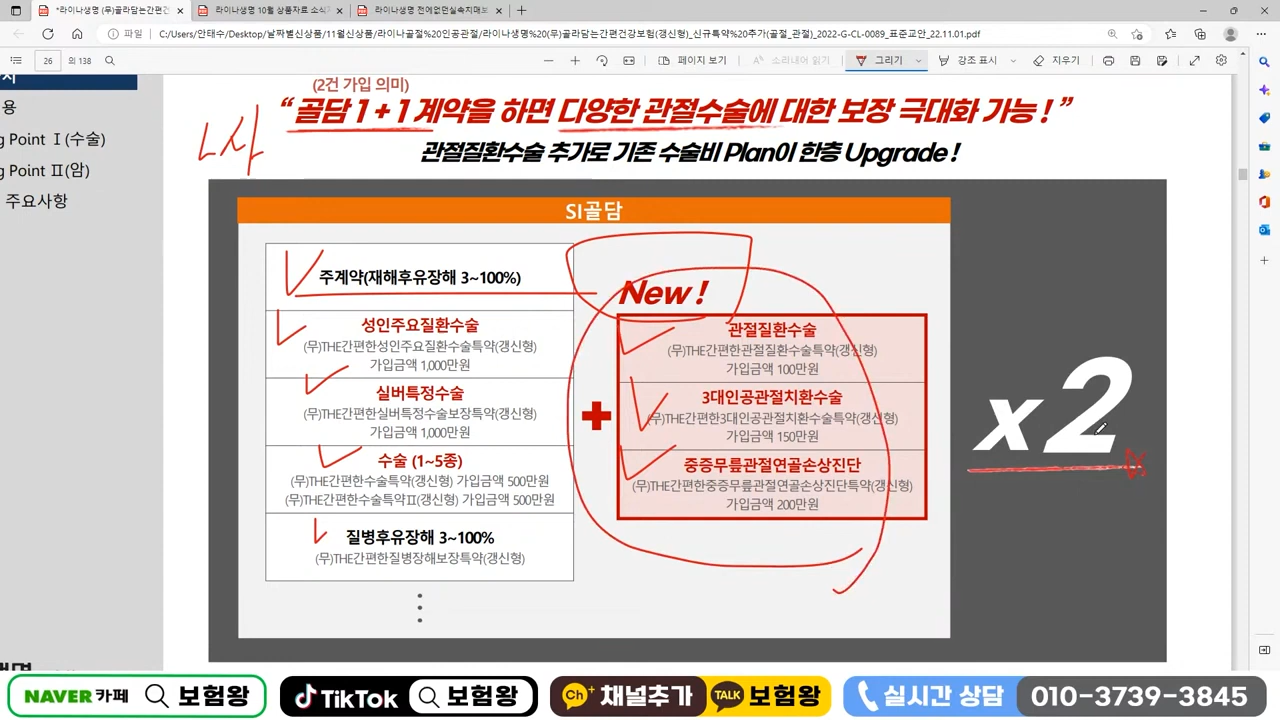 *라이나생명 (무)골라담는간편건
라이나생명 10월 상품자료 소식지
라이나생명 전에없던실속치매보
파일
C:/Users/안태수/Desktop/날짜별신상품/11월신상품/라이나골절%20인공관절/라이나생명%20(무)골라담는간편건강보험(갱신형)_신규특약%20추가(골절_관절)_2022-G-CL-0089_표준교안_22.11.01.pdf
26
의 138
페이지 보기
소리내어 읽기
그리기
강조 표시
지우기
용
g Point Ⅰ(수술)
g Point Ⅱ(암)
주요사항
(2건 가입 의미)
“ 골담 1 + 1 계약을 하면 다양한 관절수술에 대한 보장 극대화 가능 ! ”
ㄴ사
관절질환수술 추가로 기존 수술비 Plan이 한층 Upgrade !
SI골담
주계약(재해후유장해 3~100%)
성인주요질환수술
(무)THE간편한성인주요질환수술특약(갱신형)
가입금액 1,000만원
실버특정수술
(무)THE간편한실버특정수술보장특약(갱신형)
가입금액 1,000만원
수술 (1~5종)
(무)THE간편한수술특약(갱신형) 가입금액 500만원
(무)THE간편한수술특약Ⅱ(갱신형) 가입금액 500만원
질병후유장해 3~100%
(무)THE간편한질병장해보장특약(갱신형)
New !
관절질환수술
(무)THE간편한관절질환수술특약(갱신형)
가입금액 100만원
3대인공관절치환수술
(무)THE간편한3대인공관절치환수술특약(갱신형)
가입금액 150만원
중증무릎관절연골손상진단
(무)THE간편한중증무릎관절연골손상진단특약(갱신형)
가입금액 200만원
x 2
NAVER 카페
보험왕
TikTok
보험왕
Ch+ 채널추가
TALK 보험왕
실시간 상담
010-3739-3845